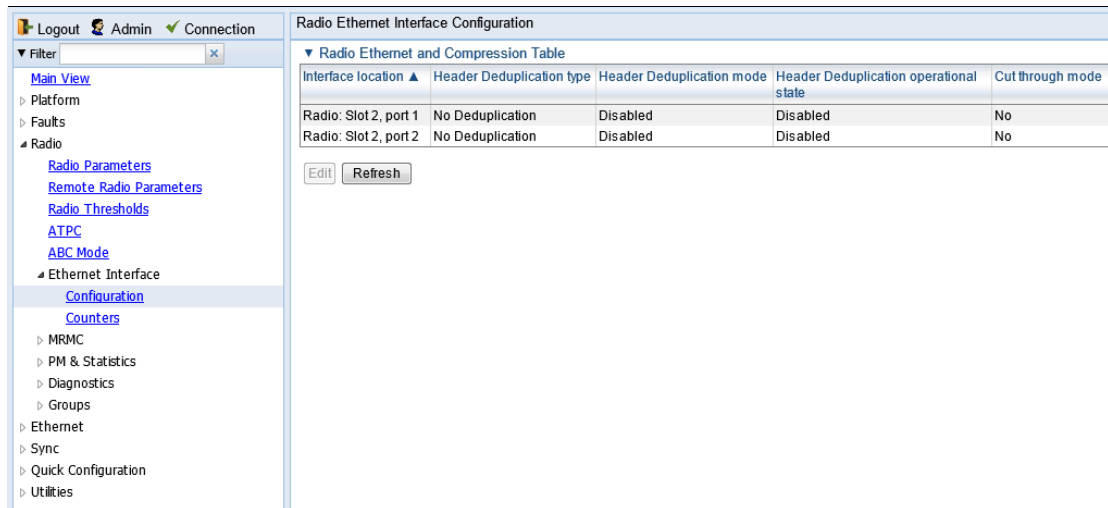 Logout Admin Connection
Filter
Main View
Platform
Faults
Radio
Radio Parameters
Remote Radio Parameters
Radio Thresholds
ATPC
ABC Mode
Ethernet Interface
Configuration
Counters
MRMC
PM & Statistics
Diagnostics
Groups
Ethernet
Sync
Quick Configuration
Utilities
Radio Ethernet Interface Configuration
Radio Ethernet and Compression Table
Interface location ▲ Header Deduplication type Header Deduplication mode Header Deduplication operational state Cut through mode
Radio: Slot 2, port 1 No Deduplication Disabled Disabled No
Radio: Slot 2, port 2 No Deduplication Disabled Disabled No
Edit Refresh